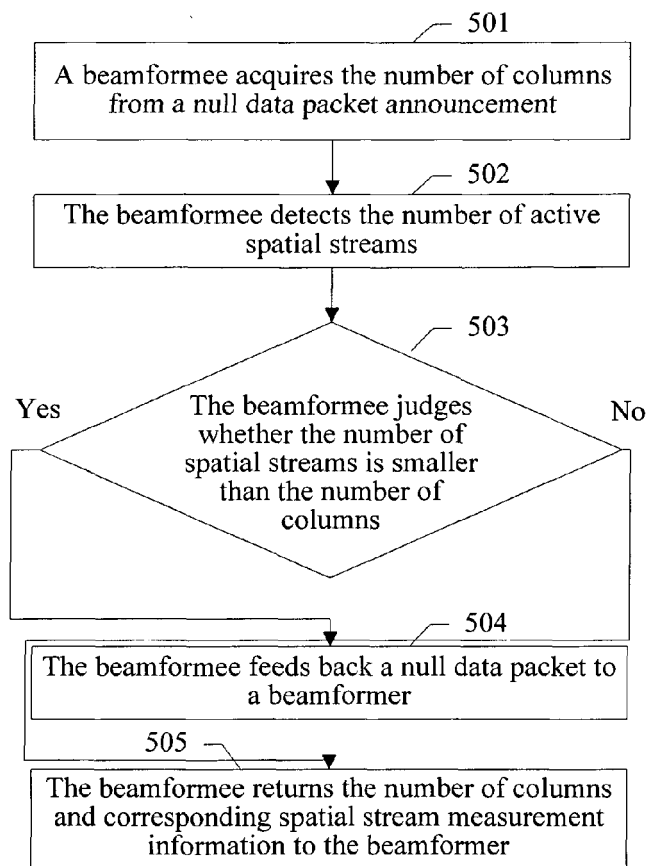 501
A beamformee acquires the number of columns
from a null data packet announcement
502
The beamformee detects the number of active
spatial streams
503
Yes
No
The beamformee judges
whether the number of
spatial streams is smaller
than the number of
columns
504
The beamformee feeds back a null data packet to
a beamformer
505
The beamformee returns the number of columns
and corresponding spatial stream measurement
information to the beamformer